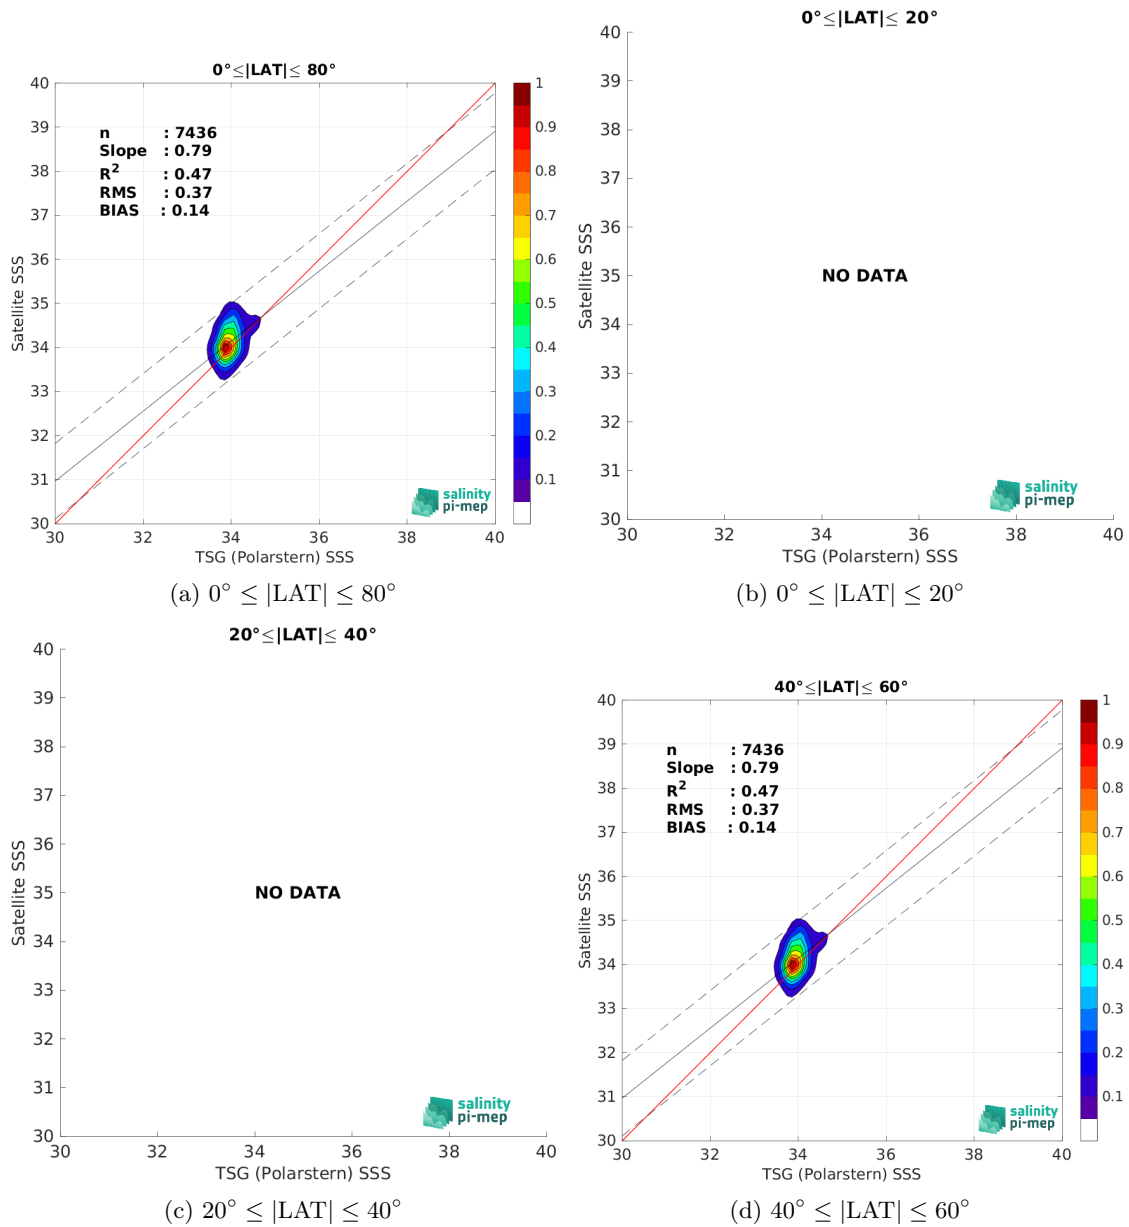 0°≤|LAT|≤ 80°
40
39
38
37
36
35
34
33
32
31
30
Satellite SSS
n : 7436
Slope : 0.79
R² : 0.47
RMS : 0.37
BIAS : 0.14
salinity
pi-mep
30 32 34 36 38 40
TSG (Polarstern) SSS
1
0.9
0.8
0.7
0.6
0.5
0.4
0.3
0.2
0.1
(a) 0° ≤ |LAT| ≤ 80°
0°≤|LAT|≤ 20°
40
39
38
37
36
35
34
33
32
31
30
Satellite SSS
NO DATA
salinity
pi-mep
30 32 34 36 38 40
TSG (Polarstern) SSS
(b) 0° ≤ |LAT| ≤ 20°
20°≤|LAT|≤ 40°
40
39
38
37
36
35
34
33
32
31
30
Satellite SSS
NO DATA
salinity
pi-mep
30 32 34 36 38 40
TSG (Polarstern) SSS
(c) 20° ≤ |LAT| ≤ 40°
40°≤|LAT|≤ 60°
40
39
38
37
36
35
34
33
32
31
30
Satellite SSS
n : 7436
Slope : 0.79
R² : 0.47
RMS : 0.37
BIAS : 0.14
salinity
pi-mep
30 32 34 36 38 40
TSG (Polarstern) SSS
1
0.9
0.8
0.7
0.6
0.5
0.4
0.3
0.2
0.1
(d) 40° ≤ |LAT| ≤ 60°